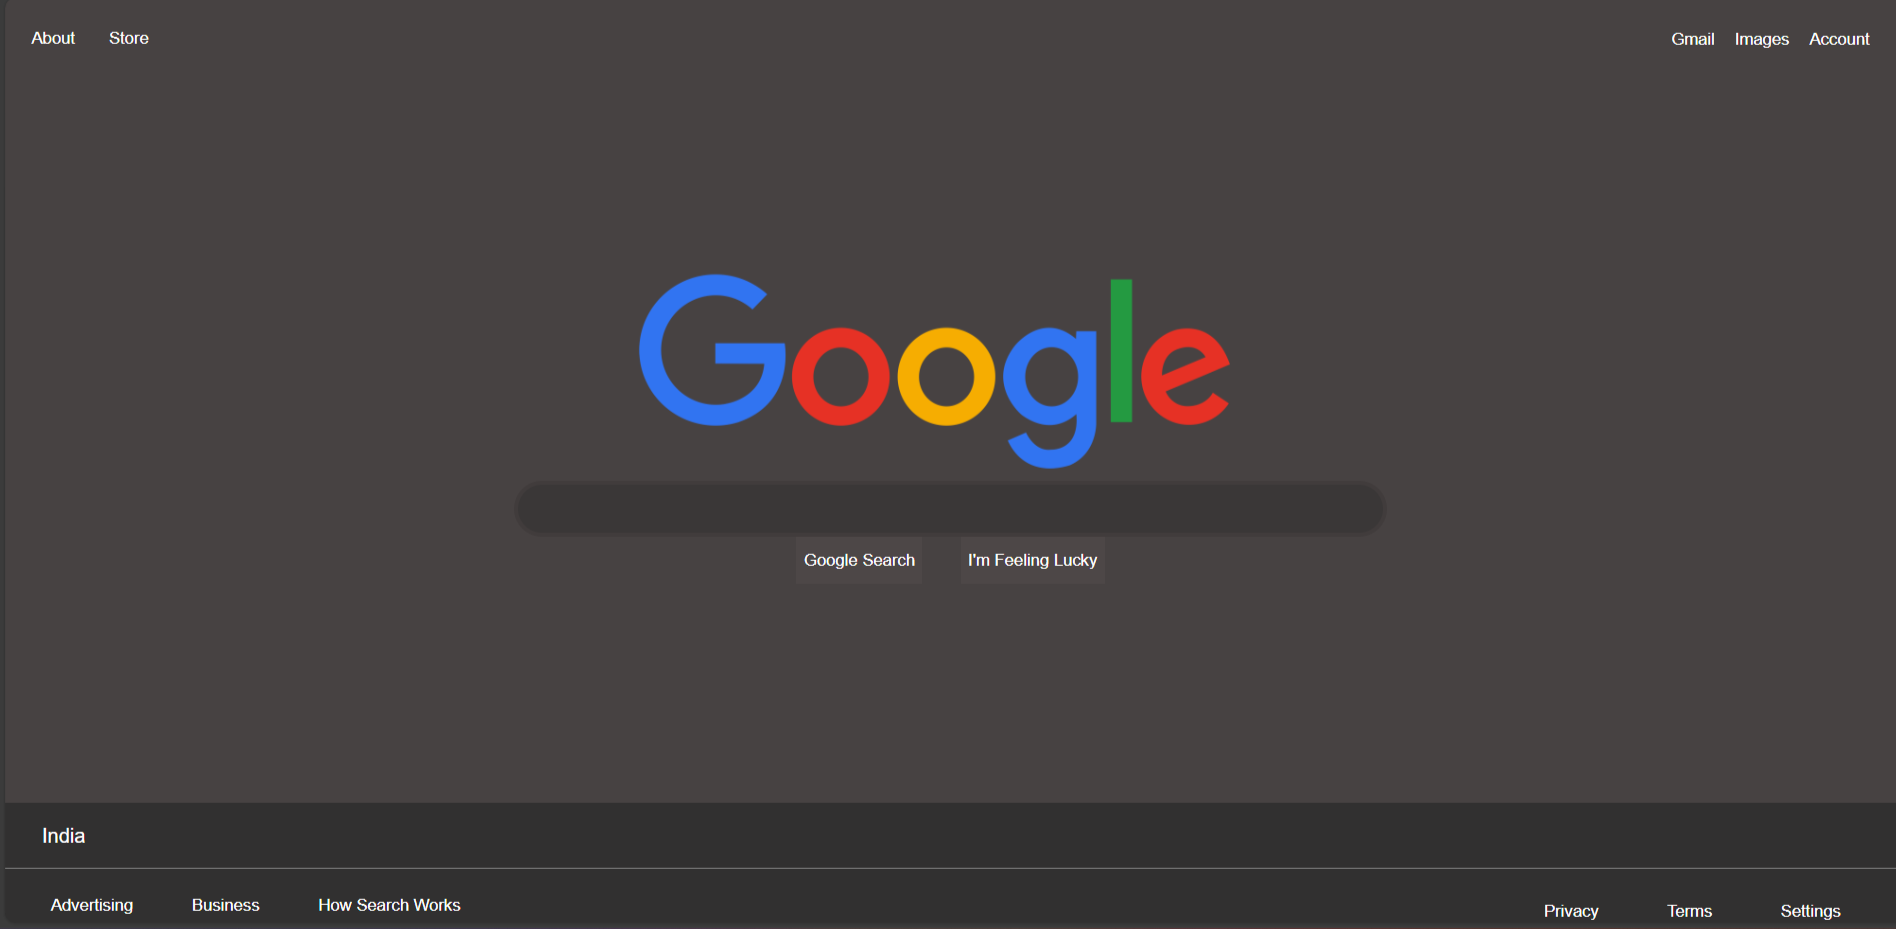 About Store Gmail Images Account
Google
Google Search I'm Feeling Lucky
India
Advertising Business How Search Works Privacy Terms Settings